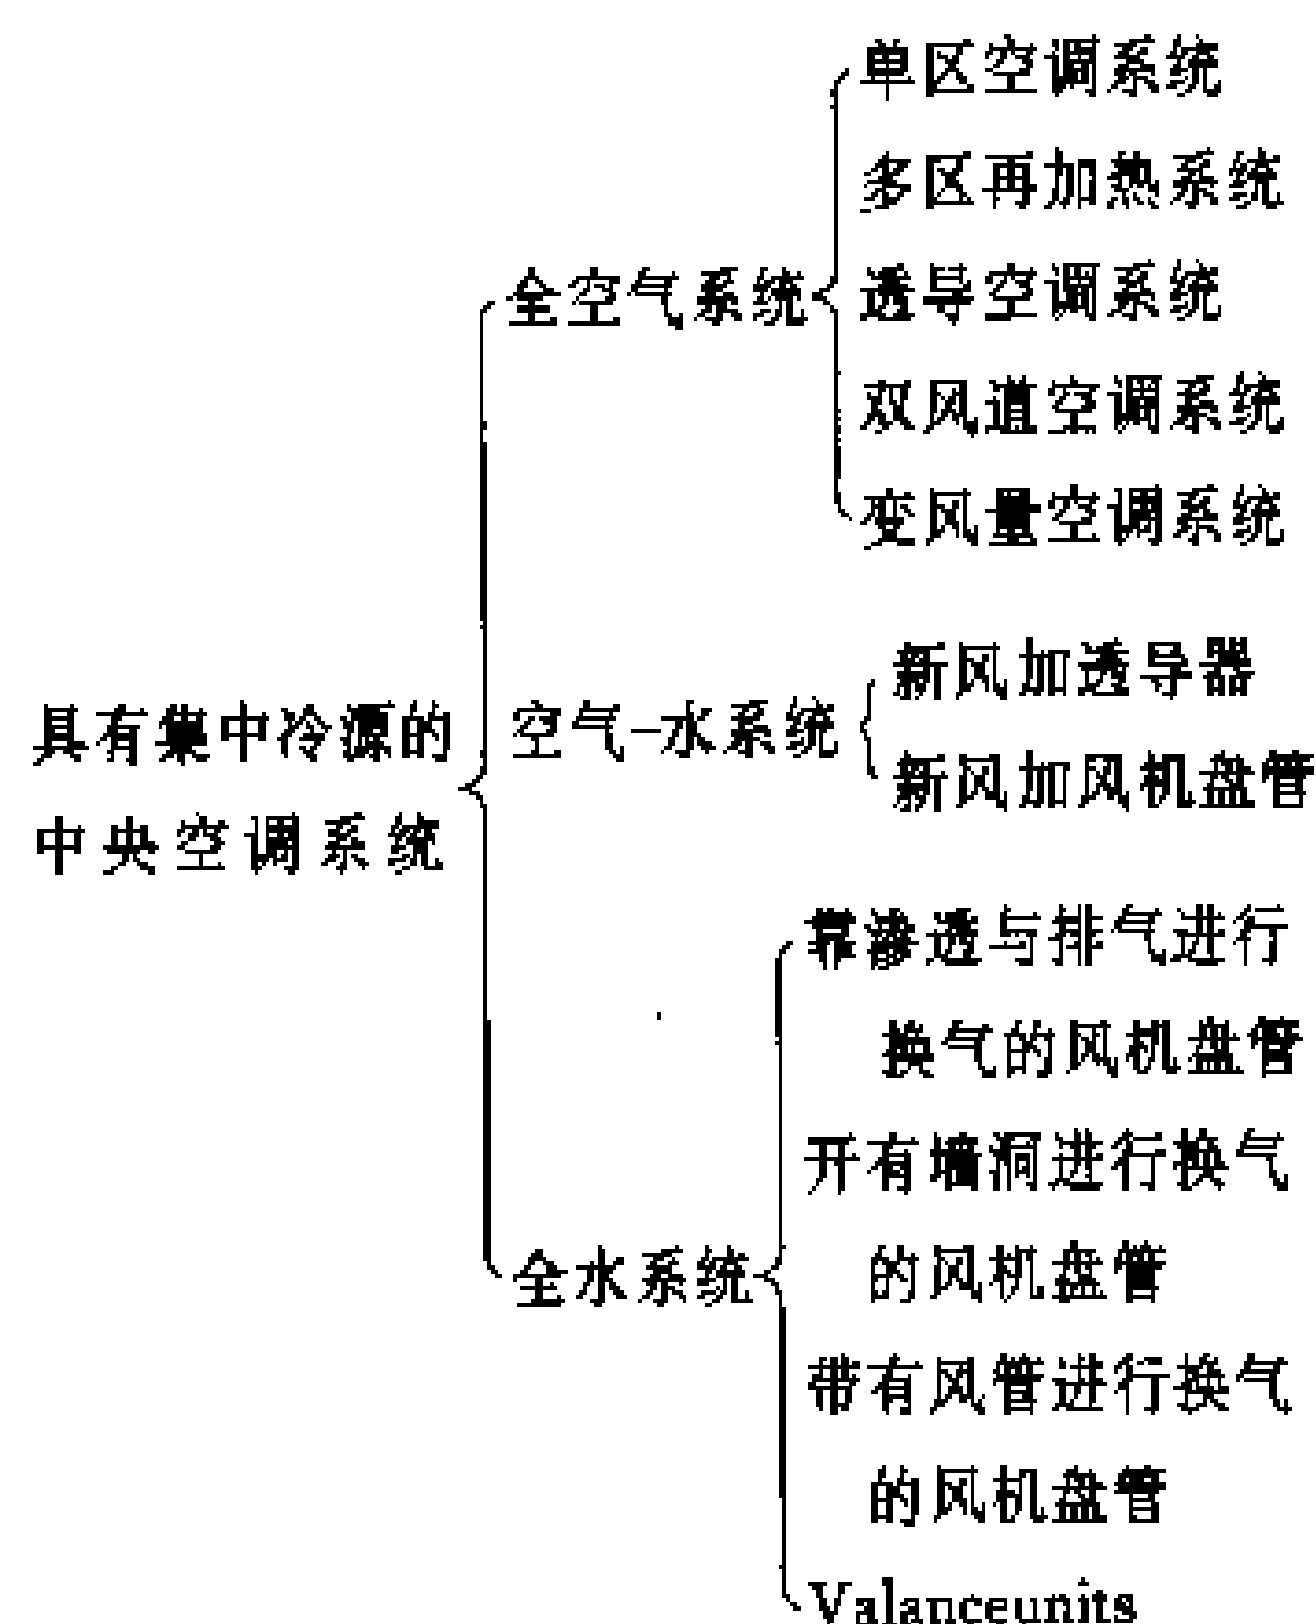 具有集中冷源的
中央空调系统
全空气系统
单区空调系统
多区再加热系统
透导空调系统
双风道空调系统
变风量空调系统
空气-水系统
新风加透导器
新风加风机盘管
全水系统
靠渗透与排气进行
换气的风机盘管
开有墙洞进行换气
的风机盘管
带有风管进行换气
的风机盘管
Valanceunits